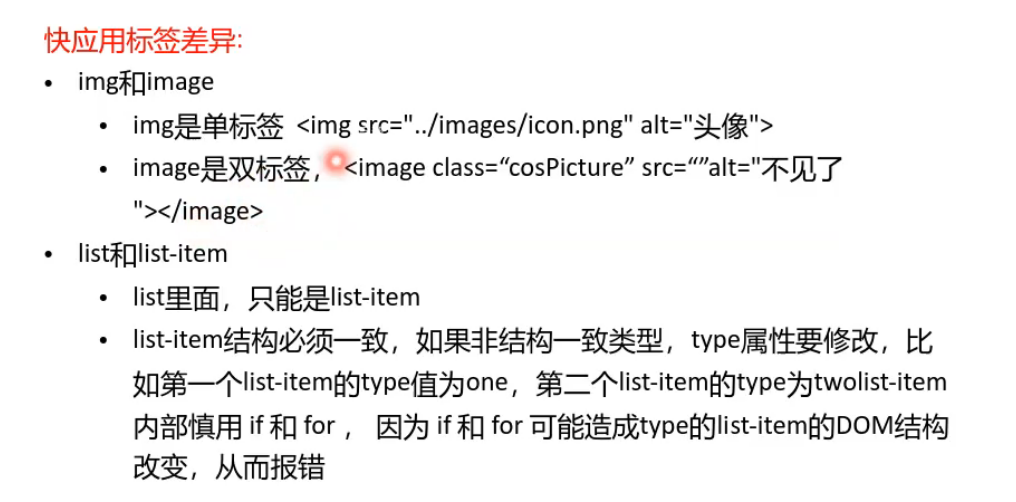 快应用标签差异:
• img和image
• img是单标签 <img src="../images/icon.png" alt="头像">
• image是双标签，<image class=“cosPicture” src=“”alt="不见了
"></image>
• list和list-item
• list里面，只能是list-item
• list-item结构必须一致，如果非结构一致类型，type属性要修改，比
如第一个list-item的type值为one，第二个list-item的type为twolist-item
内部慎用 if 和 for ， 因为 if 和 for 可能造成type的list-item的DOM结构
改变，从而报错